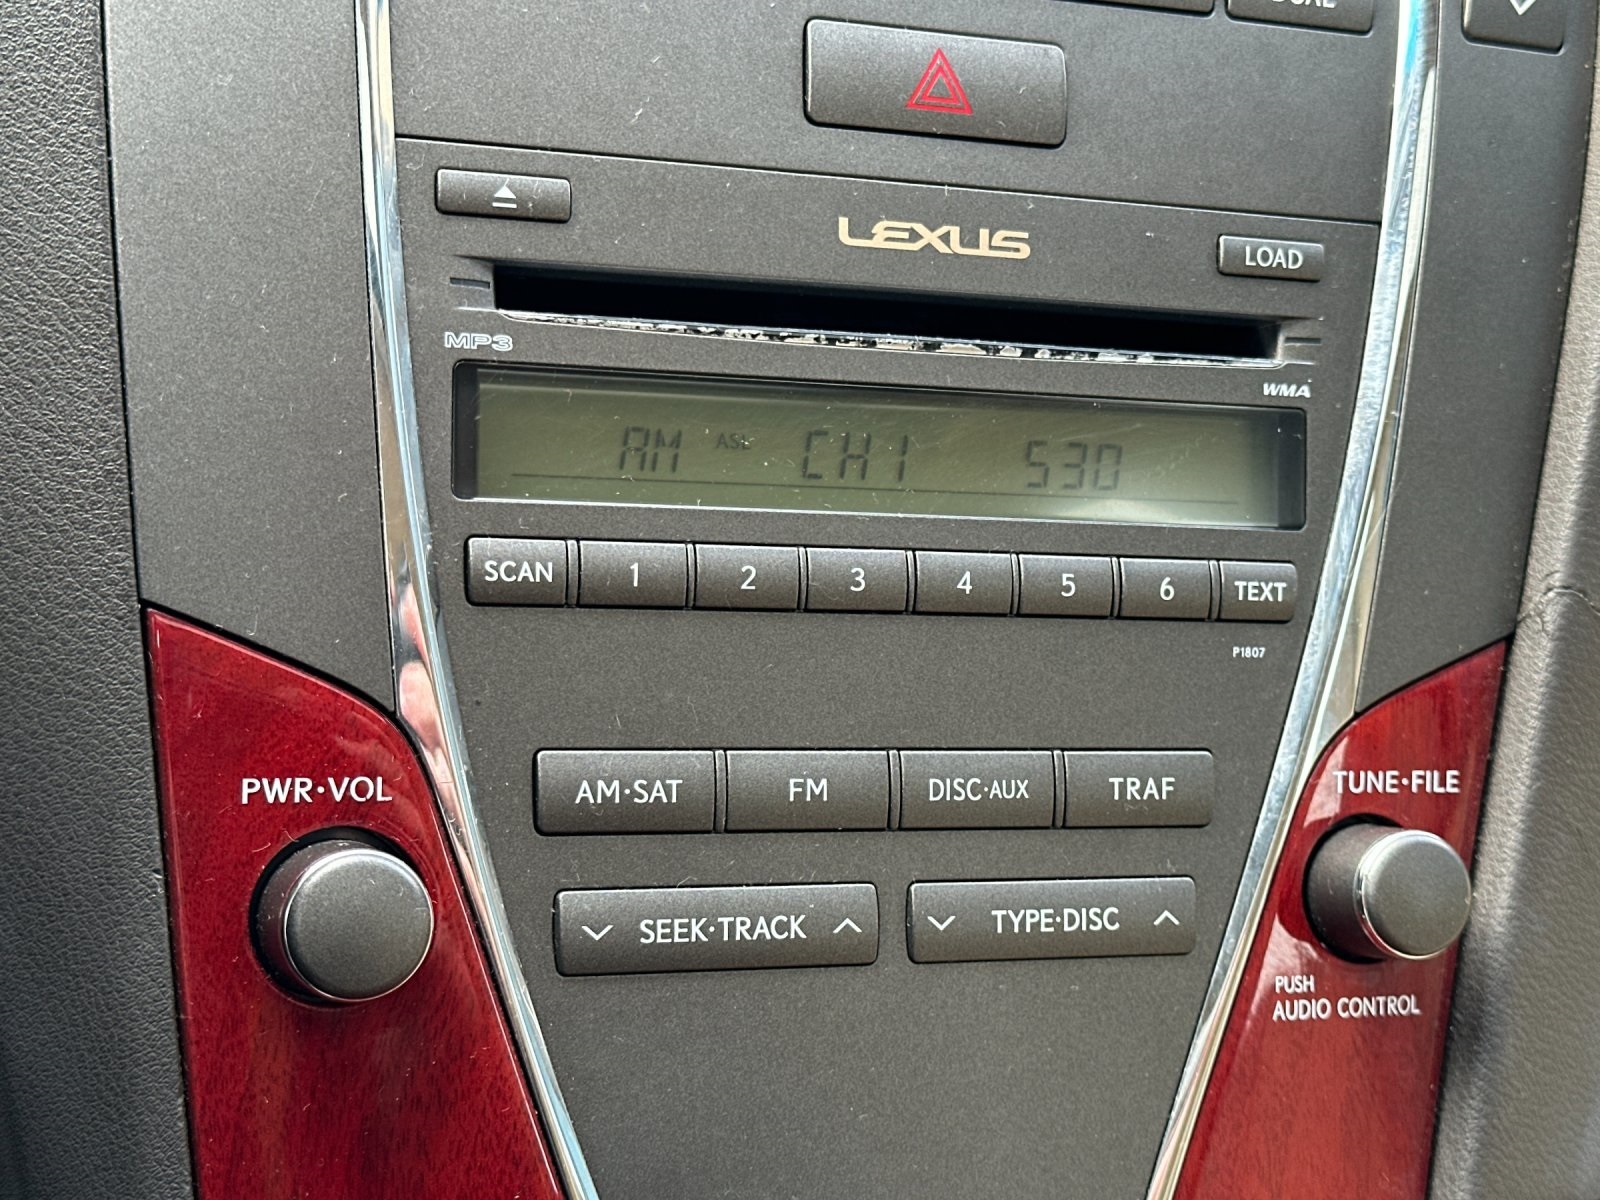 DUAL
LEXUS
LOAD
MP3
WMA
AM ASL CH1 530
SCAN 1 2 3 4 5 6 TEXT
P1807
PWR·VOL
AM·SAT FM DISC·AUX TRAF
TUNE·FILE
SEEK·TRACK TYPE·DISC
PUSH
AUDIO CONTROL